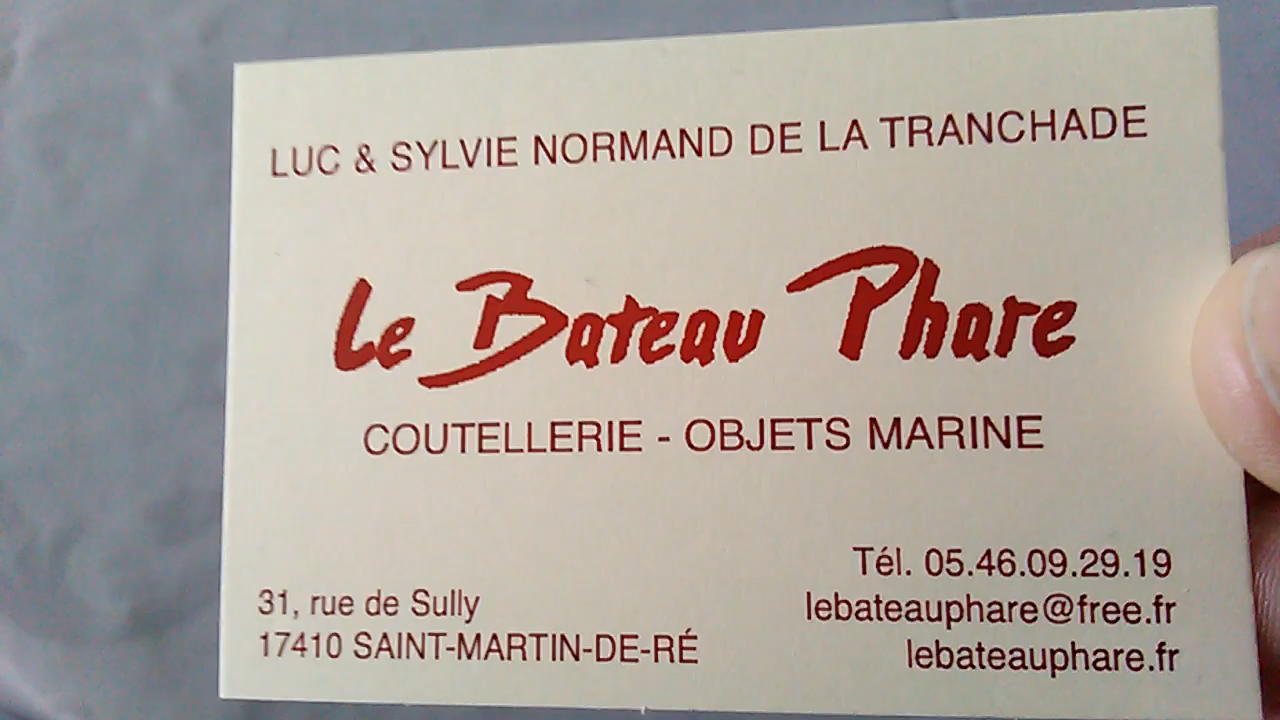 LUC & SYLVIE NORMAND DE LA TRANCHADE
Le Bateau Phare
COUTELLERIE - OBJETS MARINE
31, rue de Sully
17410 SAINT-MARTIN-DE-RÉ
Tél. 05.46.09.29.19
lebateauphare@free.fr
lebateauphare.fr